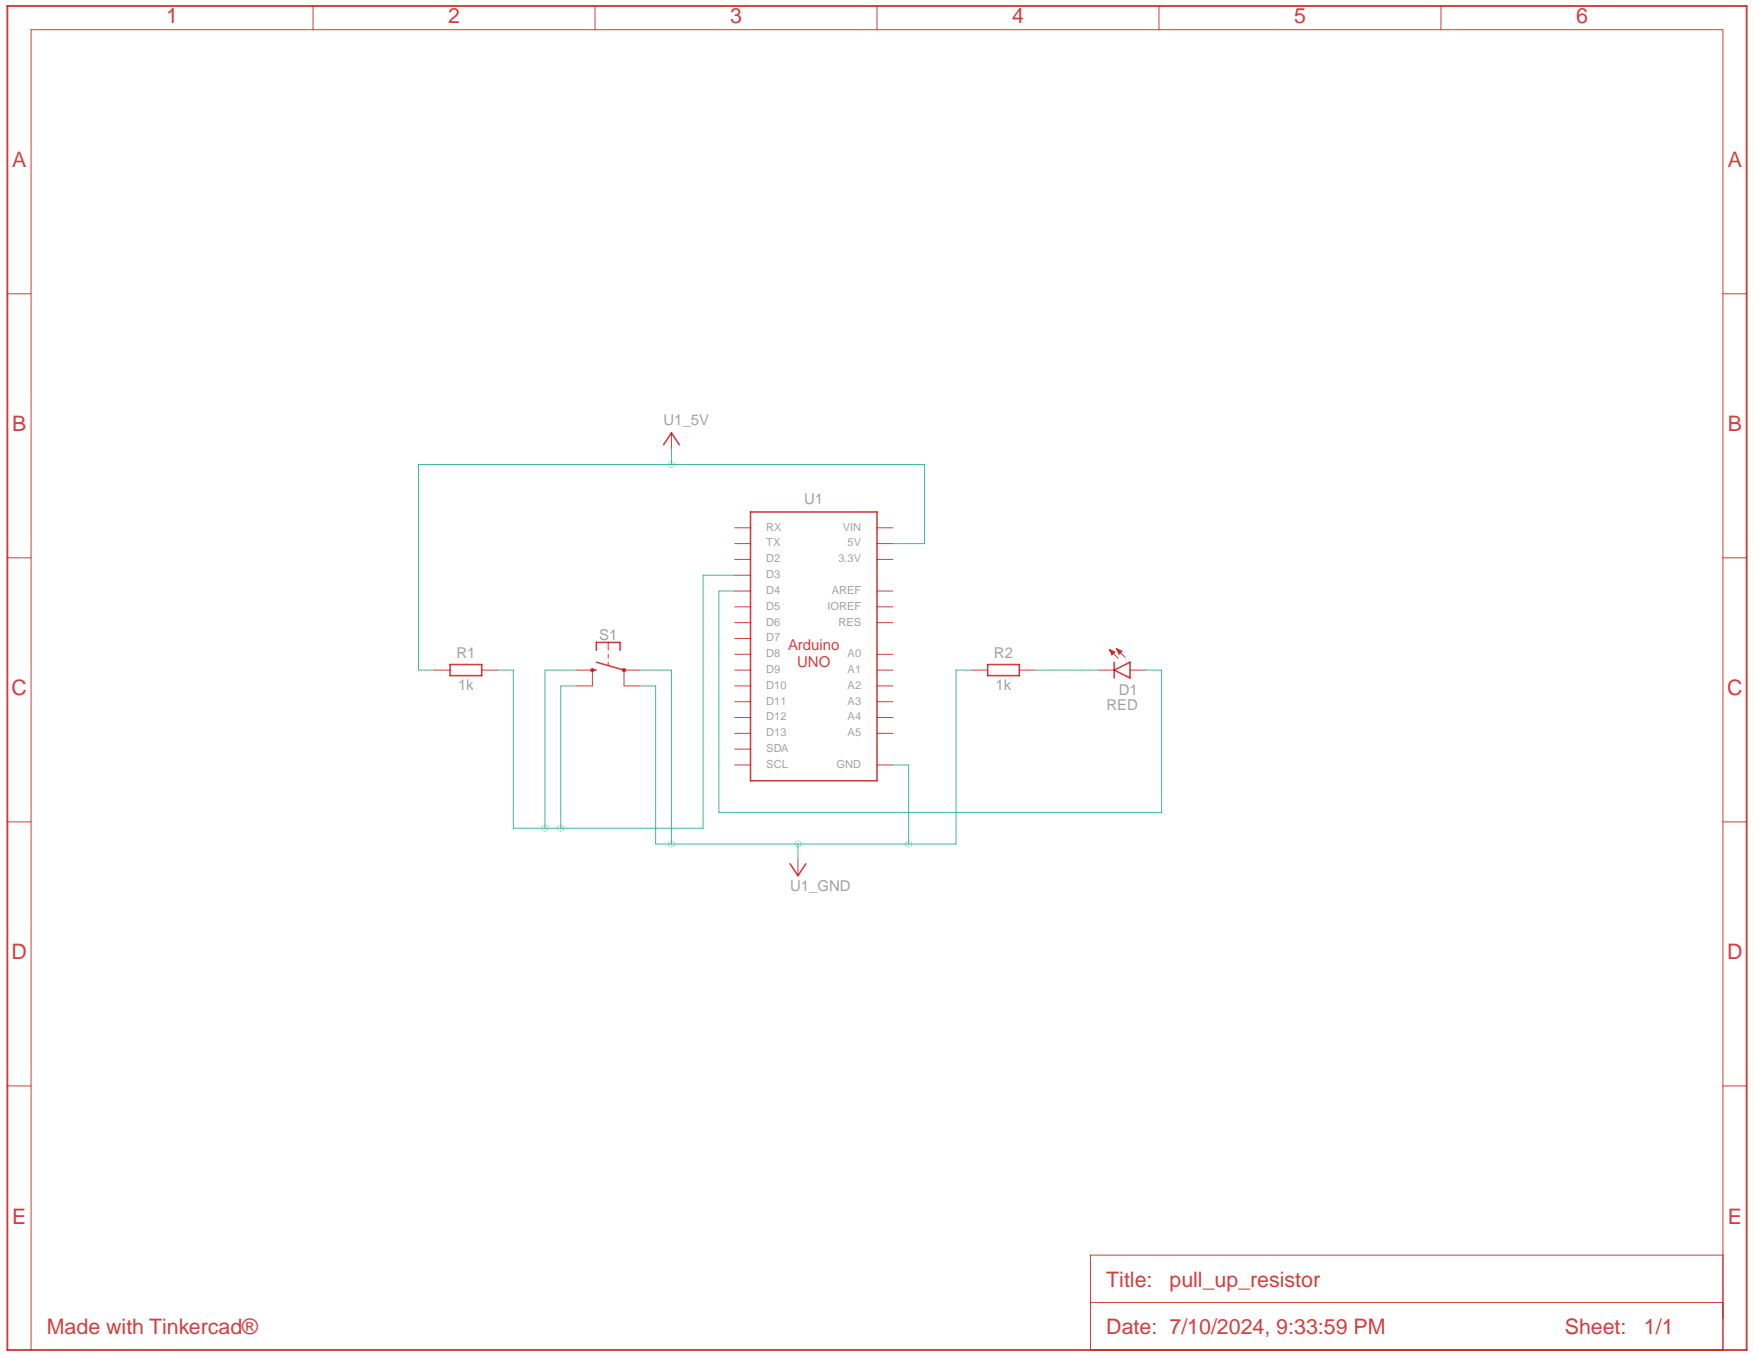 1 2 3 4 5 6
A A
B B
U1_5V
U1
RX VIN
TX 5V
D2 3.3V
D3
D4 AREF
D5 IOREF
D6 RES
D7
S1
Arduino
UNO
R1
R2
D8 A0
D9 A1
1k
1k
D10 A2
C C
D1
RED
D11 A3
D12 A4
D13 A5
SDA
SCL GND
U1_GND
D D
E E
Title: pull_up_resistor
Made with Tinkercad®
Date: 7/10/2024, 9:33:59 PM Sheet: 1/1